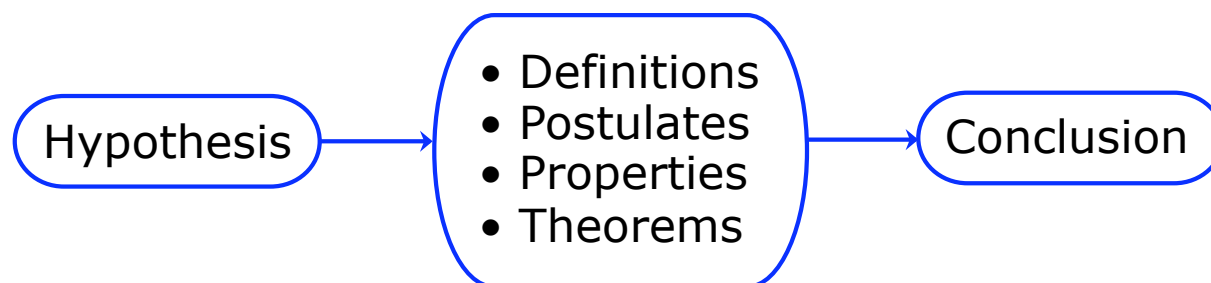 Hypothesis
• Definitions
• Postulates
• Properties
• Theorems
Conclusion